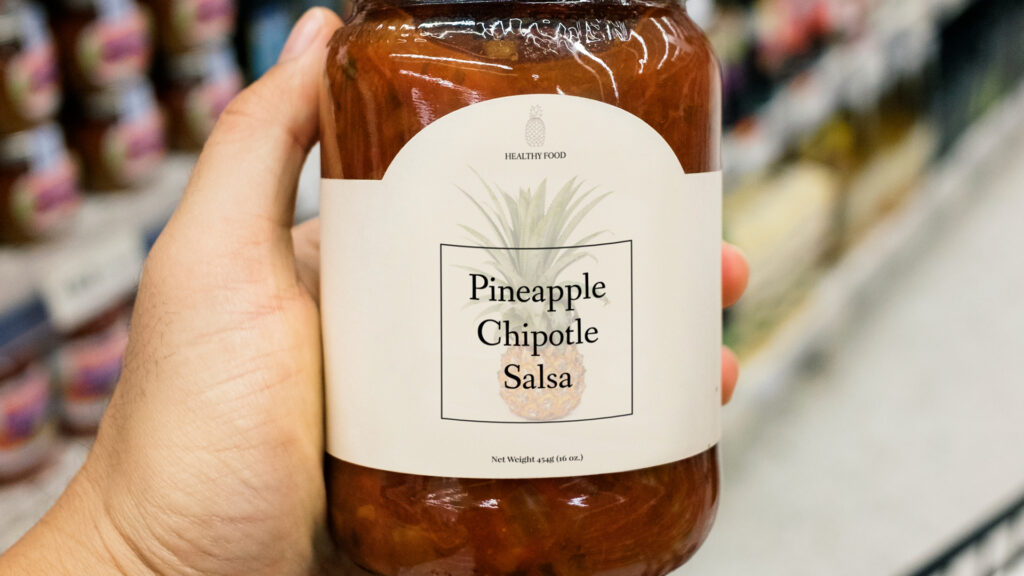 HEALTHY FOOD
Pineapple
Chipotle
Salsa
Net Weight 454g (16 oz.)